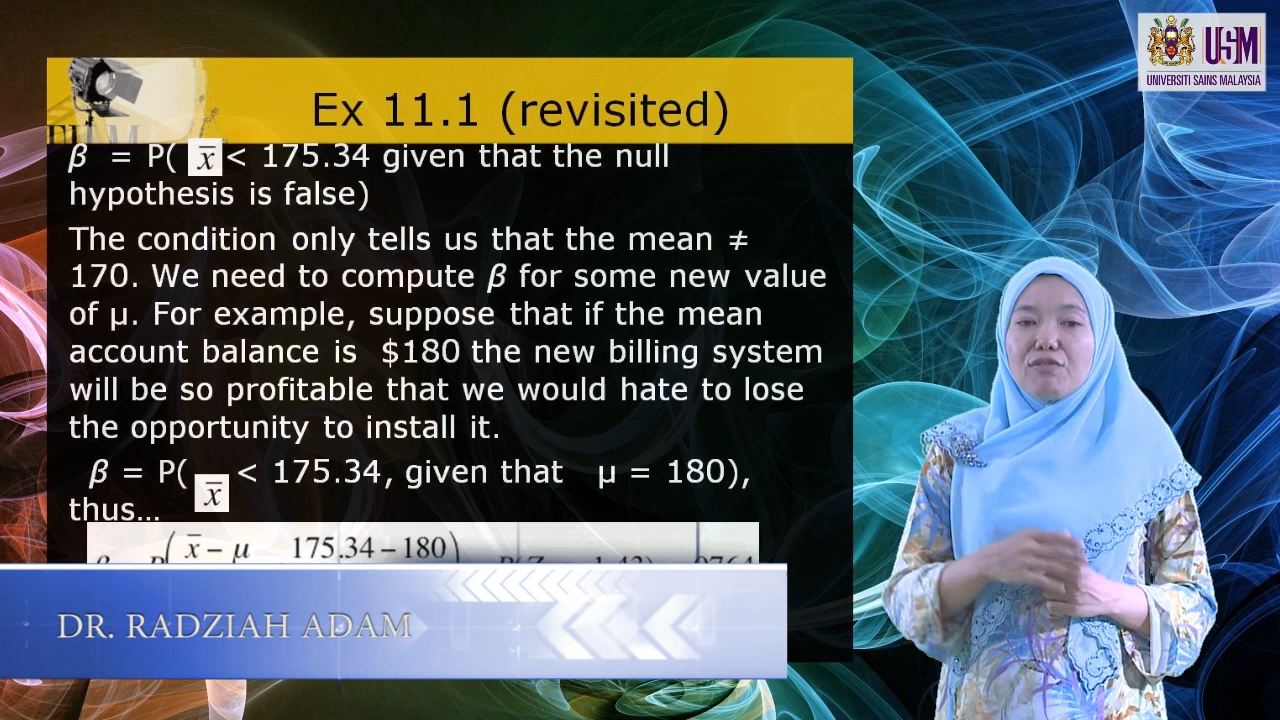 USM
UNIVERSITI SAINS MALAYSIA
Ex 11.1 (revisited)
β = P( x̄ < 175.34 given that the null
hypothesis is false)
The condition only tells us that the mean ≠
170. We need to compute β for some new value
of μ. For example, suppose that if the mean
account balance is $180 the new billing system
will be so profitable that we would hate to lose
the opportunity to install it.
β = P( x̄ < 175.34, given that μ = 180),
thus…
x̄ – μ 175.34 – 180
DR. RADZIAH ADAM